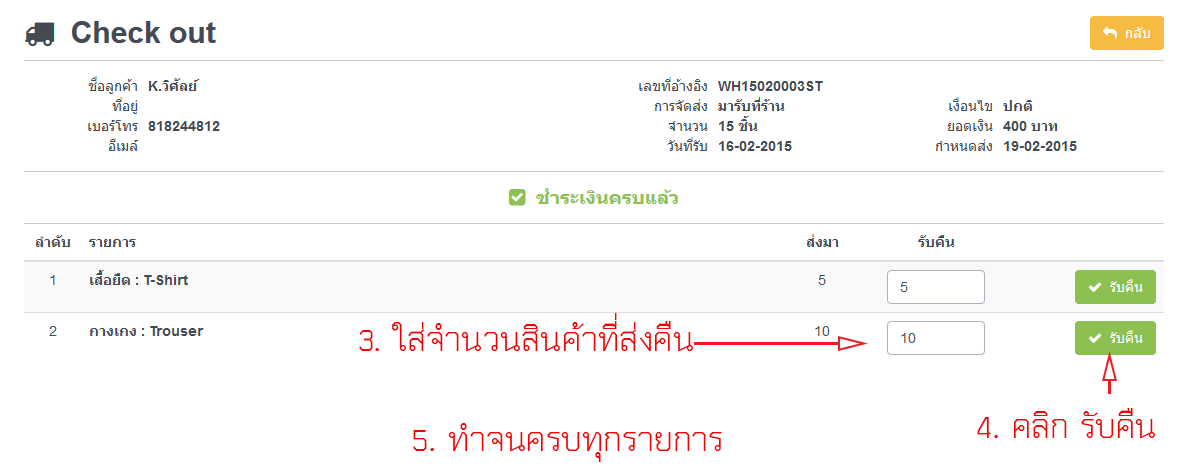 Check out
กลับ
ชื่อลูกค้า K.วิศัลย์
ที่อยู่
เบอร์โทร 818244812
อีเมล์
เลขที่อ้างอิง WH15020003ST
การจัดส่ง มารับที่ร้าน
จำนวน 15 ชิ้น
วันที่รับ 16-02-2015
เงื่อนไข ปกติ
ยอดเงิน 400 บาท
กำหนดส่ง 19-02-2015
ชำระเงินครบแล้ว
ลำดับ รายการ ส่งมา รับคืน
1 เสื้อยืด : T-Shirt 5 5 รับคืน
2 กางเกง : Trouser 10 10 รับคืน
3. ใส่จำนวนสินค้าที่ส่งคืน
4. คลิก รับคืน
5. ทำจนครบทุกรายการ